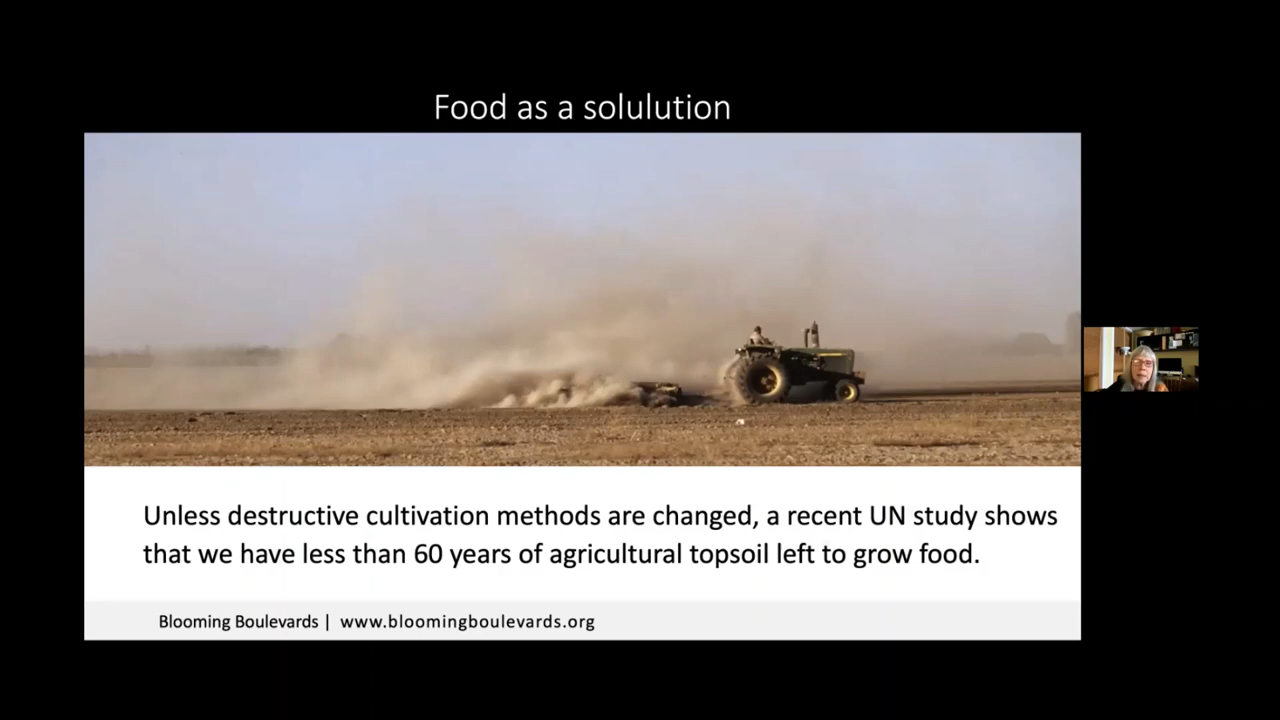 Food as a solulution
Unless destructive cultivation methods are changed, a recent UN study shows
that we have less than 60 years of agricultural topsoil left to grow food.
Blooming Boulevards | www.bloomingboulevards.org